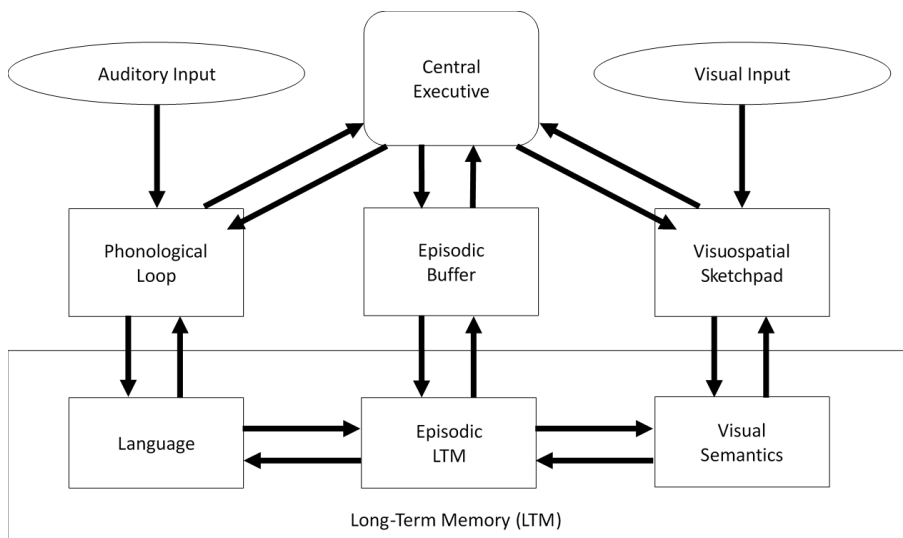 Auditory Input
Central
Executive
Visual Input
Phonological
Loop
Episodic
Buffer
Visuospatial
Sketchpad
Language
Episodic
LTM
Visual
Semantics
Long-Term Memory (LTM)